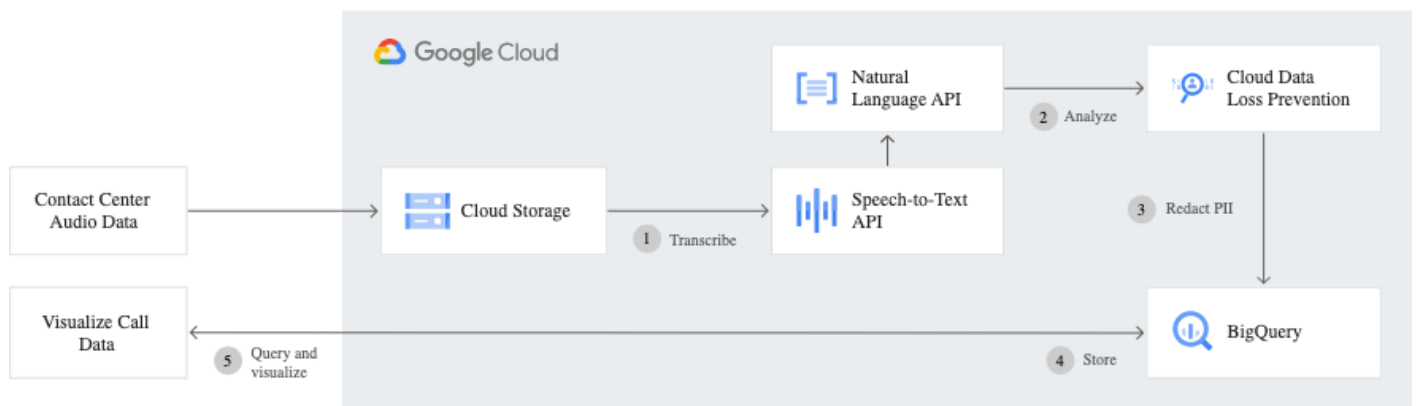 Google Cloud
Natural
Language API
Cloud Data
Loss Prevention
2 Analyze
Contact Center
Audio Data
Cloud Storage
Speech-to-Text
API
1 Transcribe
3 Redact PII
Visualize Call
Data
BigQuery
5 Query and
visualize
4 Store